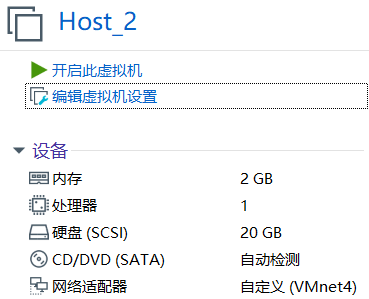 Host_2
开启此虚拟机
编辑虚拟机设置
设备
内存 2 GB
处理器 1
硬盘 (SCSI) 20 GB
CD/DVD (SATA) 自动检测
网络适配器 自定义 (VMnet4)